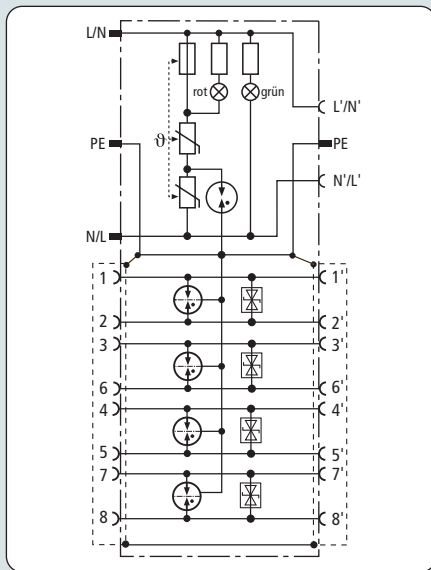 L/N
rot grün
L'/N'
ϑ
PE PE
N'/L'
N/L
1 1'
2 2'
3 3'
6 6'
4 4'
5 5'
7 7'
8 8'